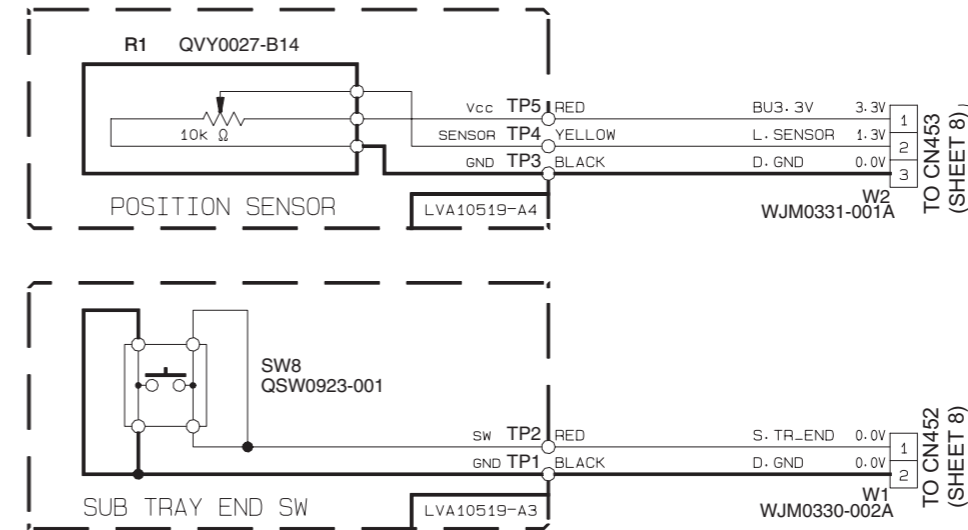 R1 QVY0027-B14
10k Ω
POSITION SENSOR
LVA10519-A4
Vcc TP5 RED BU3.3V 3.3V 1
SENSOR TP4 YELLOW L.SENSOR 1.3V 2
GND TP3 BLACK D.GND 0.0V 3
W2
WJM0331-001A
TO CN453
(SHEET 8)
SW8
QSW0923-001
SW TP2 RED S.TR_END 0.0V 1
GND TP1 BLACK D.GND 0.0V 2
W1
WJM0330-002A
TO CN452
(SHEET 8)
SUB TRAY END SW
LVA10519-A3